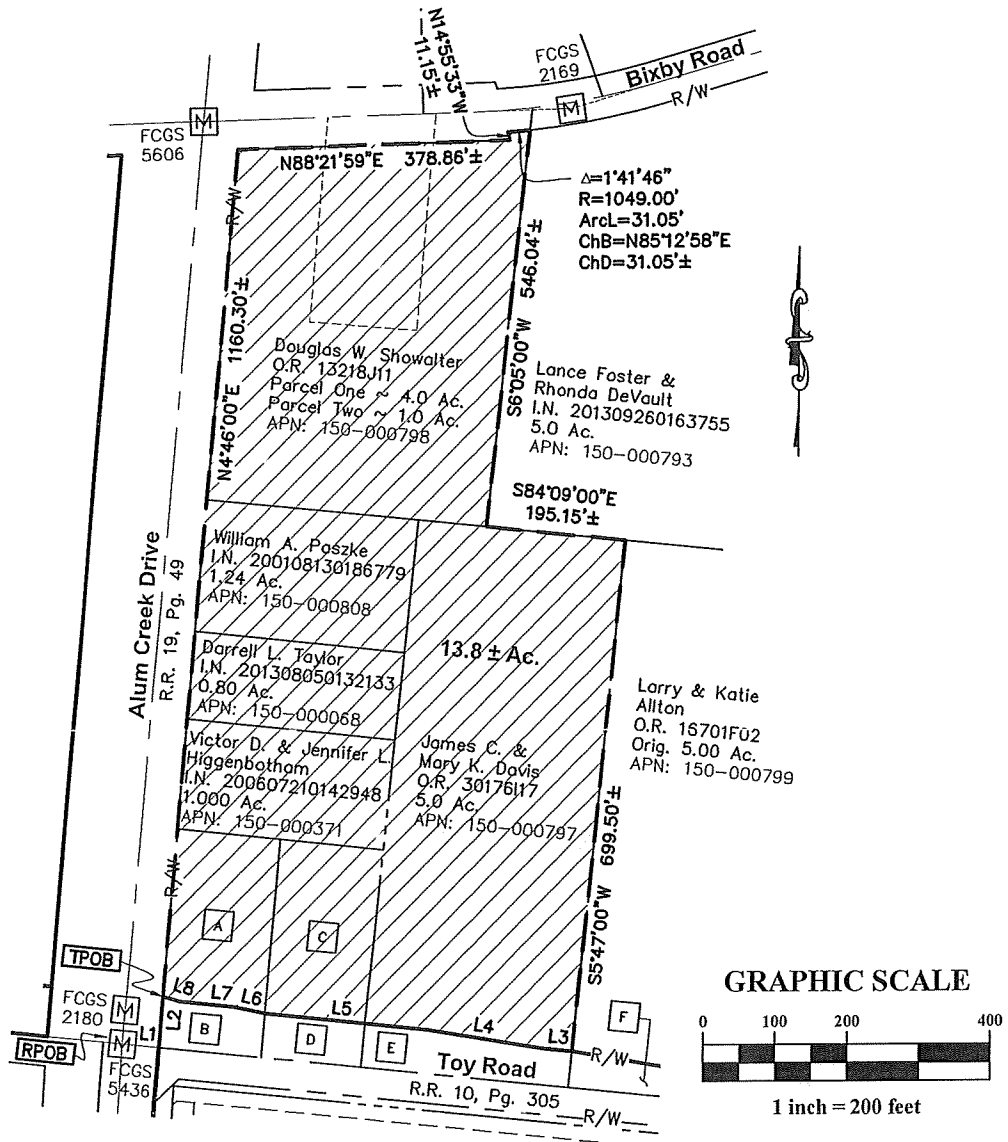 N14°55'33"W
11.15'±
FCGS
2169
Bixby Road
R/W
M
M
FCGS
5606
N88°21'59"E 378.86'±
Δ=1°41'46"
R=1049.00'
ArcL=31.05'
ChB=N85°12'58"E
ChD=31.05'±
R/W
N4°46'00"E 1160.30'±
S6°05'00"W 546.04'±
Douglas W. Showalter
O.R. 13218J11
Parcel One ~ 4.0 Ac.
Parcel Two ~ 1.0 Ac.
APN: 150-000798
Lance Foster &
Rhonda DeVault
I.N. 201309260163755
5.0 Ac.
APN: 150-000793
S84°09'00"E
195.15'±
Alum Creek Drive
R.R. 19, Pg. 49
William A. Paszke
I.N. 200108130186779
1.24 Ac.
APN: 150-000808
13.8 ± Ac.
Darrell L. Taylor
I.N. 201308050132133
0.80 Ac.
APN: 150-000068
Larry & Katie
Allton
O.R. 16701F02
Orig. 5.00 Ac.
APN: 150-000799
Victor D. & Jennifer L.
Higgenbotham
I.N. 200607210142948
1.000 Ac.
APN: 150-000371
James C. &
Mary K. Davis
O.R. 30176I17
5.0 Ac.
APN: 150-000797
S5°47'00"W 699.50'±
R/W
A
C
TPOB
L8
L7
L6
L5
L4
L3
FCGS
2180
M
L1
L2
B
D
E
F
RPOB
M
FCGS
5436
Toy Road
R/W
R.R. 10, Pg. 305
R/W
GRAPHIC SCALE
0 100 200 400
1 inch = 200 feet